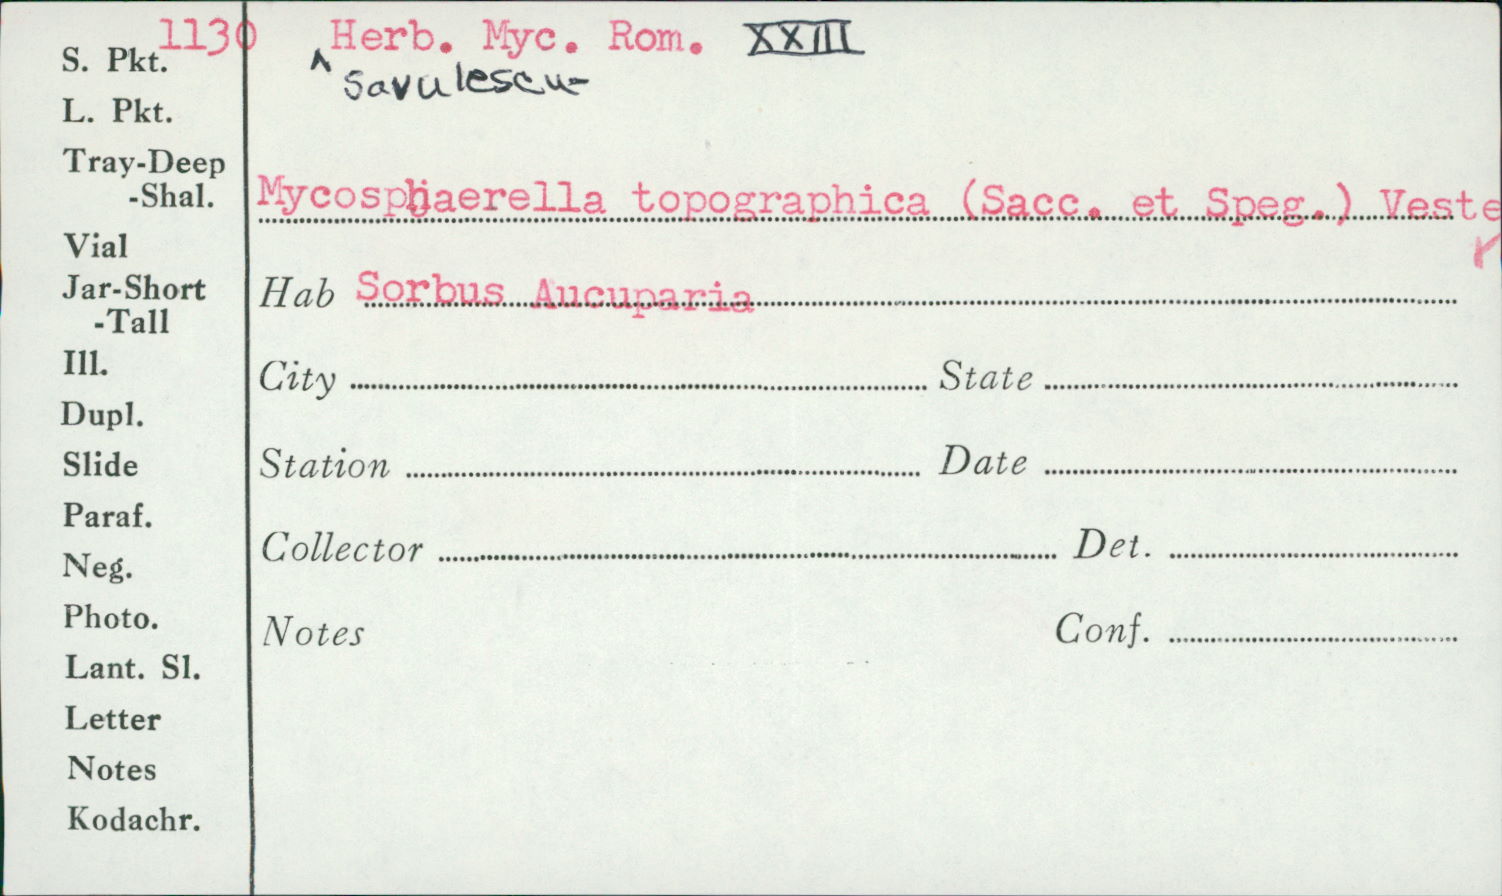 1130 Herb. Myc. Rom. XXIII
^ Savulescu
S. Pkt.
L. Pkt.
Tray-Deep
-Shal.
Mycosphaerella topographica (Sacc. et Speg.) Veste
Vial
Jar-Short
-Tall
Hab Sorbus Aucuparia
Ill.
City State
Dupl.
Slide
Station Date
Paraf.
Collector Det.
Neg.
Photo.
Notes Conf.
Lant. Sl.
Letter
Notes
Kodachr.